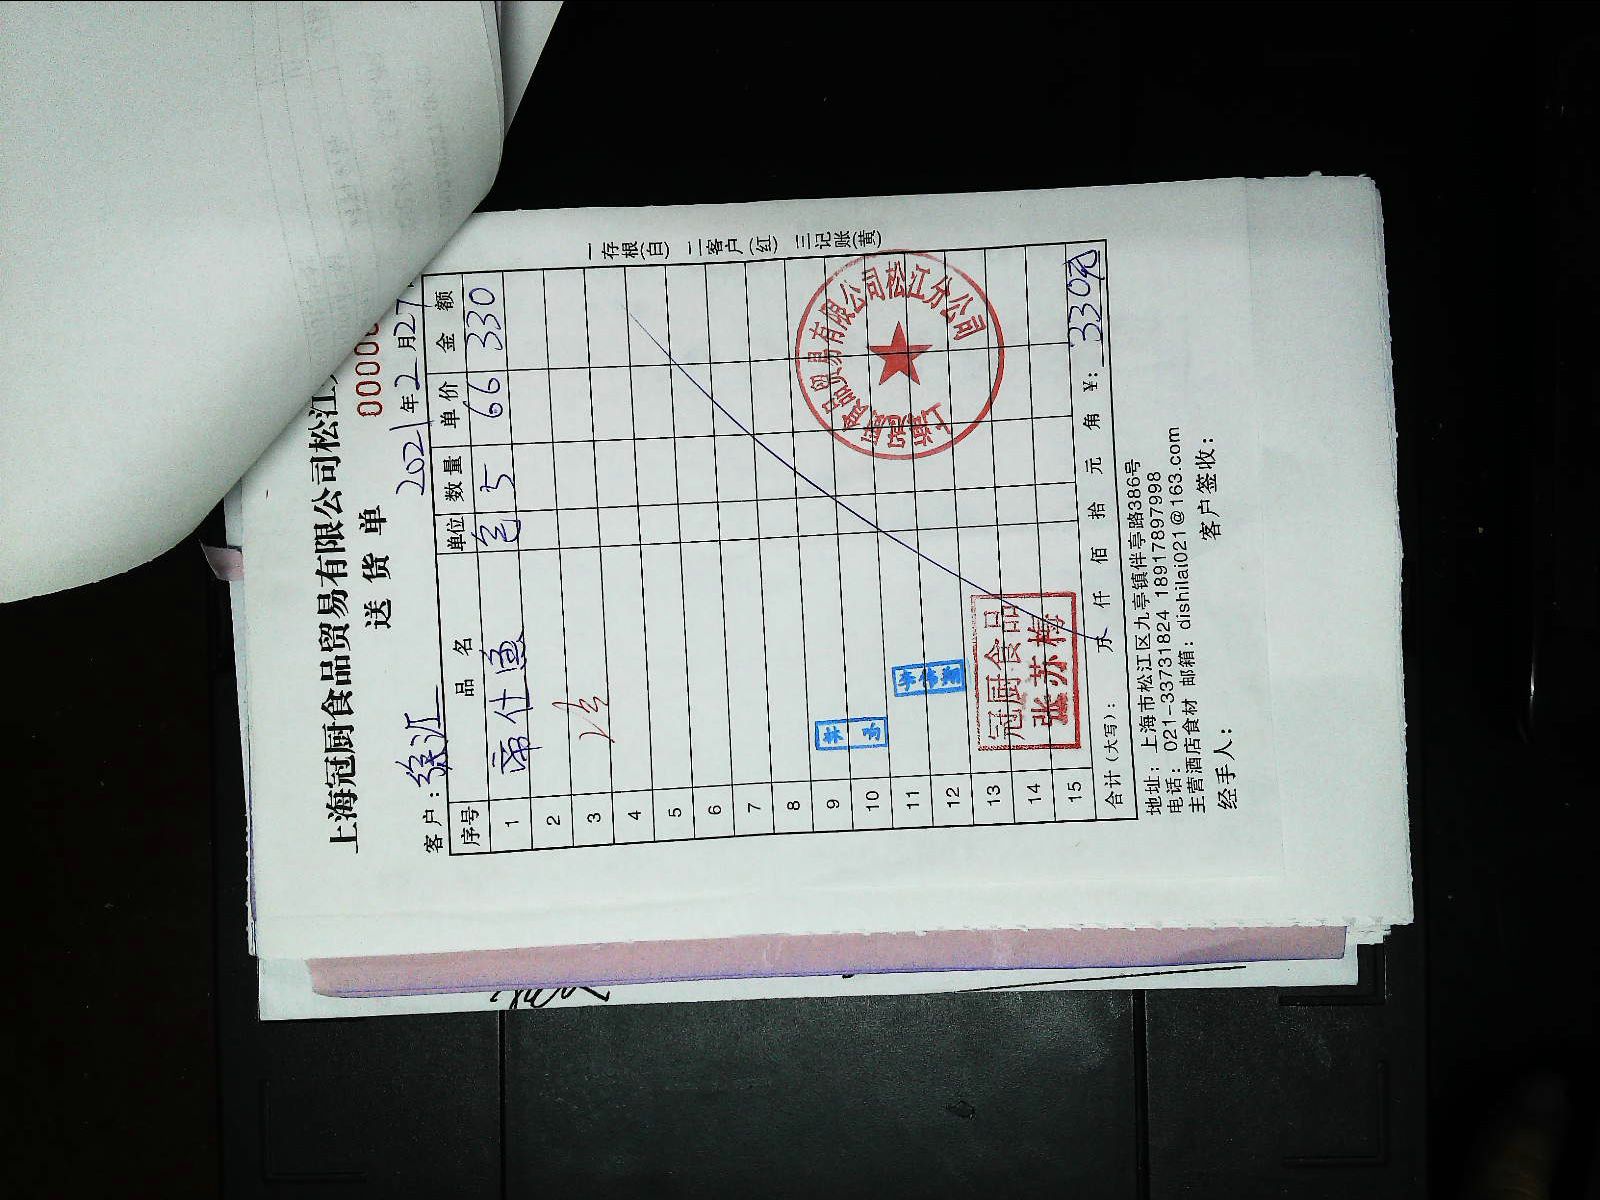 上海冠厨食品贸易有限公司松江
送货单
00000
客户:徐汇
2021年2月27
序号 品名 单位 数量 单价 金额
1 帝仕渔 包 5 66 330
2
3
4
5
6
7
8
9
10
11
12
13
14
15
合计(大写): 万 仟 佰 拾 元 角 ¥: 330元
一存根(白) 二客户(红) 三记账(黄)
上海冠厨食品贸易有限公司松江分公司
冠厨食品
张苏梅
地址:上海市松江区九亭镇伴亭路386号
电话:021-33731824 18917897998
主营酒店食材 邮箱:dishilai021@163.com
经手人: 客户签收: